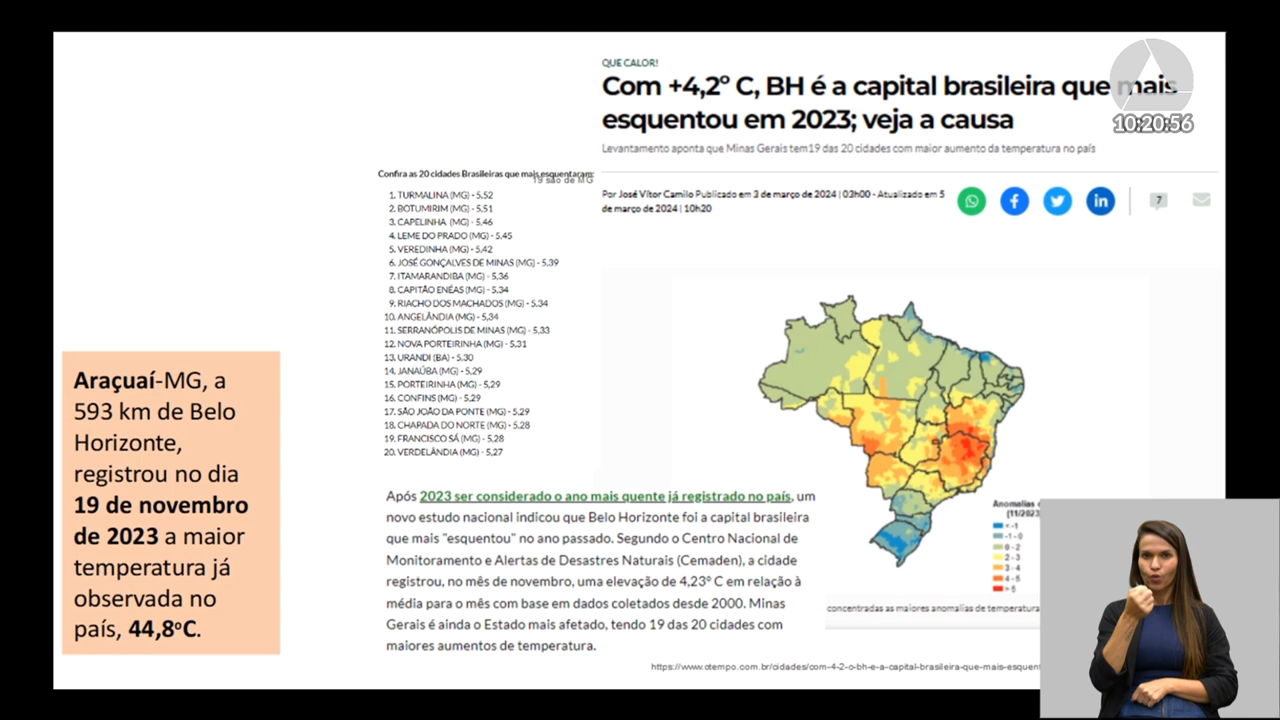 QUE CALOR!
Com +4,2º C, BH é a capital brasileira que mais
esquentou em 2023; veja a causa
10:20:56
Levantamento aponta que Minas Gerais tem19 das 20 cidades com maior aumento da temperatura no país
Por José Vítor Camilo Publicado em 3 de março de 2024 | 03h00 - Atualizado em 5
de março de 2024 | 10h20
7
Confira as 20 cidades Brasileiras que mais esquentaram:
19 são de MG
1. TURMALINA (MG) - 5,52
2. BOTUMIRIM (MG) - 5,51
3. CAPELINHA (MG) - 5,46
4. LEME DO PRADO (MG) - 5,45
5. VEREDINHA (MG) - 5,42
6. JOSÉ GONÇALVES DE MINAS (MG) - 5,39
7. ITAMARANDIBA (MG) - 5,36
8. CAPITÃO ENÉAS (MG) - 5,34
9. RIACHO DOS MACHADOS (MG) - 5,34
10. ANGELÂNDIA (MG) - 5,34
11. SERRANÓPOLIS DE MINAS (MG) - 5,33
12. NOVA PORTEIRINHA (MG) - 5,31
13. URANDI (BA) - 5,30
14. JANAÚBA (MG) - 5,29
15. PORTEIRINHA (MG) - 5,29
16. CONFINS (MG) - 5,29
17. SÃO JOÃO DA PONTE (MG) - 5,29
18. CHAPADA DO NORTE (MG) - 5,28
19. FRANCISCO SÁ (MG) - 5,28
20. VERDELÂNDIA (MG) - 5,27
Araçuaí-MG, a
593 km de Belo
Horizonte,
registrou no dia
19 de novembro
de 2023 a maior
temperatura já
observada no
país, 44,8ºC.
Após 2023 ser considerado o ano mais quente já registrado no país, um
novo estudo nacional indicou que Belo Horizonte foi a capital brasileira
que mais "esquentou" no ano passado. Segundo o Centro Nacional de
Monitoramento e Alertas de Desastres Naturais (Cemaden), a cidade
registrou, no mês de novembro, uma elevação de 4,23º C em relação à
média para o mês com base em dados coletados desde 2000. Minas
Gerais é ainda o Estado mais afetado, tendo 19 das 20 cidades com
maiores aumentos de temperatura.
Anomalias
(11/2023
< -1
-1 - 0
0 - 2
2 - 3
3 - 4
4 - 5
> 5
concentradas as maiores anomalias de temperatura
https://www.otempo.com.br/cidades/com-4-2-o-bh-e-a-capital-brasileira-que-mais-esquent